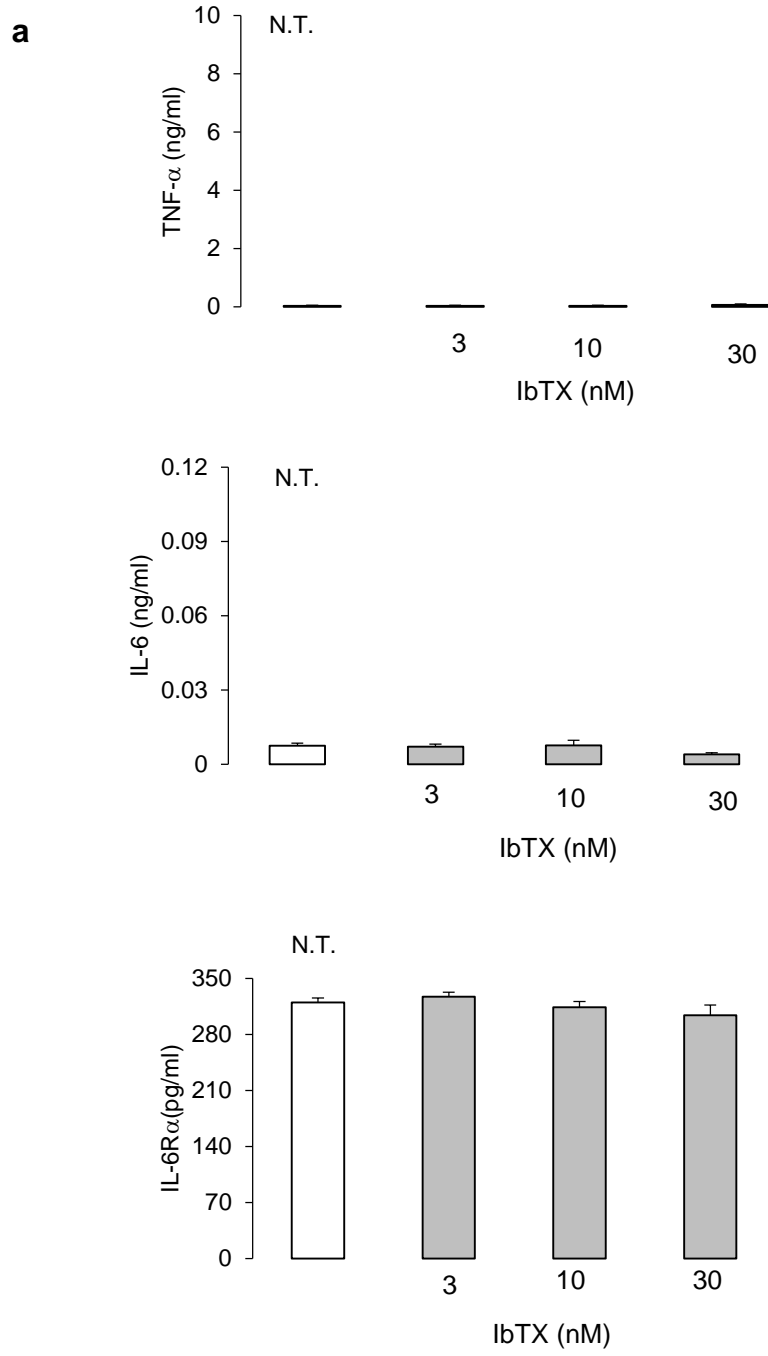 a
N.T.
TNF-α (ng/ml)
10
8
6
4
2
0
3 10 30
IbTX (nM)
N.T.
IL-6 (ng/ml)
0.12
0.09
0.06
0.03
0
3 10 30
IbTX (nM)
N.T.
IL-6Rα(pg/ml)
350
280
210
140
70
0
3 10 30
IbTX (nM)